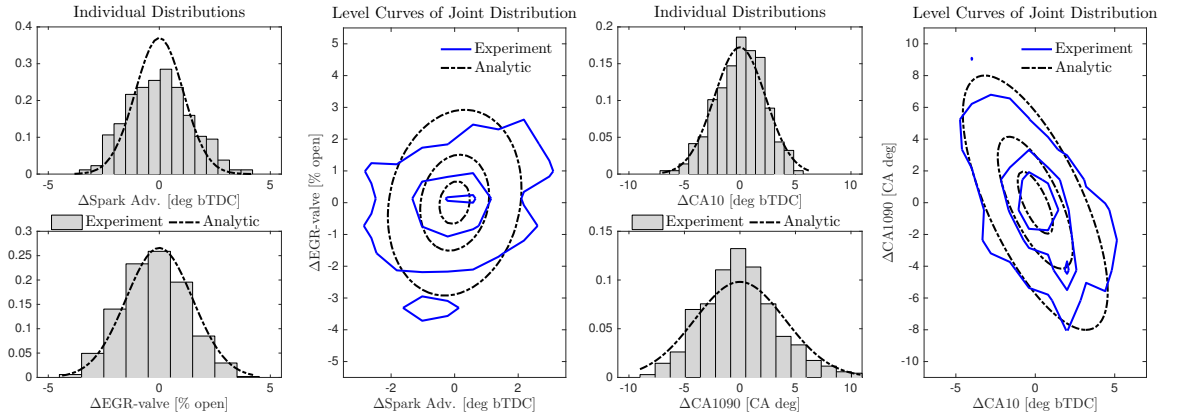 Individual Distributions
0.4
0.3
0.2
0.1
0
-5 0 5
ΔSpark Adv. [deg bTDC]
Experiment Analytic
0.3
0.25
0.2
0.15
0.1
0.05
0
-5 0 5
ΔEGR-valve [% open]
Level Curves of Joint Distribution
Experiment
Analytic
5
4
3
2
1
0
-1
-2
-3
-4
-5
ΔEGR-valve [% open]
-2 0 2
ΔSpark Adv. [deg bTDC]
Individual Distributions
0.2
0.15
0.1
0.05
0
-10 -5 0 5 10
ΔCA10 [deg bTDC]
Experiment Analytic
0.15
0.1
0.05
0
-10 -5 0 5 10
ΔCA1090 [CA deg]
Level Curves of Joint Distribution
Experiment
Analytic
10
8
6
4
2
0
-2
-4
-6
-8
-10
ΔCA1090 [CA deg]
-5 0 5
ΔCA10 [deg bTDC]